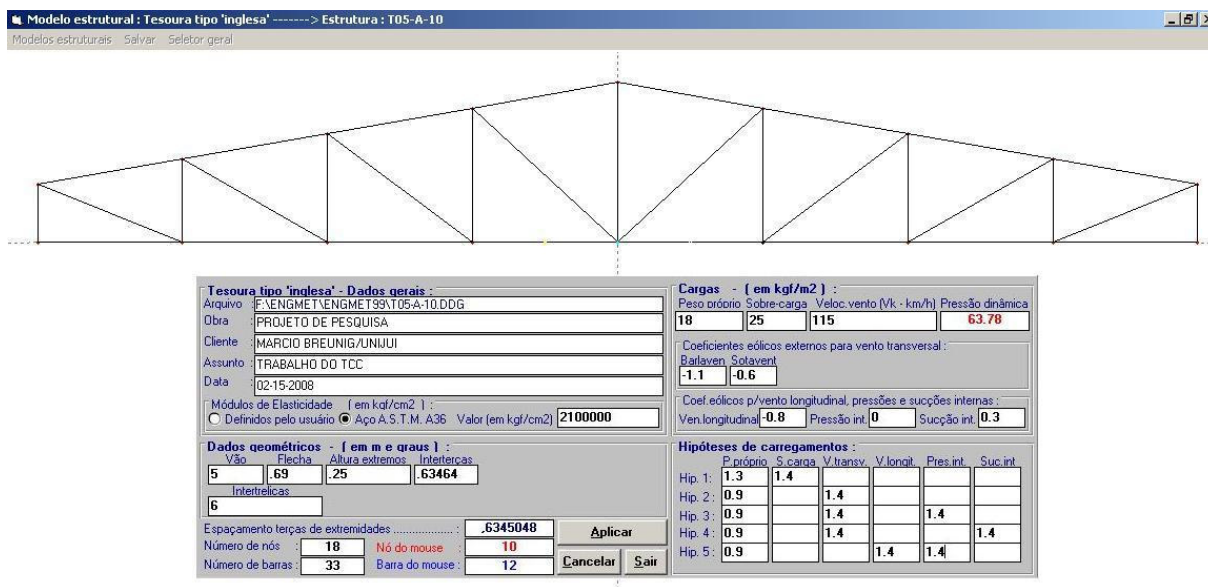 Modelo estrutural : Tesoura tipo 'inglesa' -------> Estrutura : T05-A-10
Modelos estruturais Salvar Seletor geral
Tesoura tipo 'inglesa' - Dados gerais :
Arquivo : F:\ENGMET\ENGMET99\T05-A-10.DDG
Obra : PROJETO DE PESQUISA
Cliente : MARCIO BREUNIG/UNIJUI
Assunto : TRABALHO DO TCC
Data : 02-15-2008
Módulos de Elasticidade ( em kgf/cm2 ) :
Definidos pelo usuário Aço A.S.T.M. A36 Valor (em kgf/cm2) 2100000
Dados geométricos - ( em m e graus ) :
Vão Flecha Altura extremos Interterças
5 .69 .25 .63464
Intertrelicas
6
Espaçamento terças de extremidades .................... : ,6345048
Aplicar
Número de nós : 18 Nó do mouse : 10
Número de barras : 33 Barra do mouse : 12
Cancelar Sair
Cargas - ( em kgf/m2 ) :
Peso próprio Sobre-carga Veloc.vento (Vk - km/h) Pressão dinâmica
18 25 115 63.78
Coeficientes eólicos externos para vento transversal :
Barlaven Sotavent
-1.1 -0.6
Coef.eólicos p/vento longitudinal, pressões e sucções internas :
Ven.longitudinal -0.8 Pressão int. 0 Sucção int. 0.3
Hipóteses de carregamentos :
P.próprio S.carga V.transv. V.longit. Pres.int. Suc.int
Hip. 1: 1.3 1.4
Hip. 2: 0.9 1.4
Hip. 3: 0.9 1.4 1.4
Hip. 4: 0.9 1.4 1.4
Hip. 5: 0.9 1.4 1.4